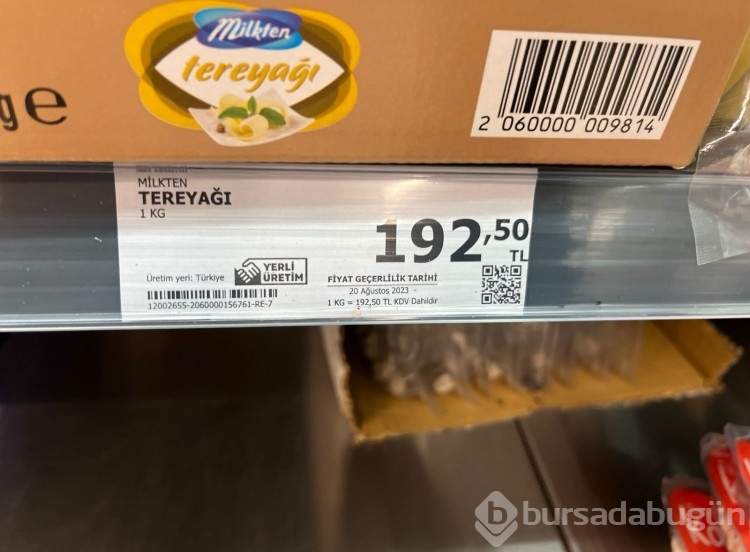 Milkten
tereyağı
ge
2 060000 009814
MİLKTEN
TEREYAĞI
1 KG
192,50
TL
Üretim yeri: Türkiye
YERLİ
ÜRETİM
FİYAT GEÇERLİLİK TARİHİ
20 Ağustos 2023
1 KG = 192,50 TL KDV Dahildir
12002655-2060000156761-RE-7
b bursadabugün